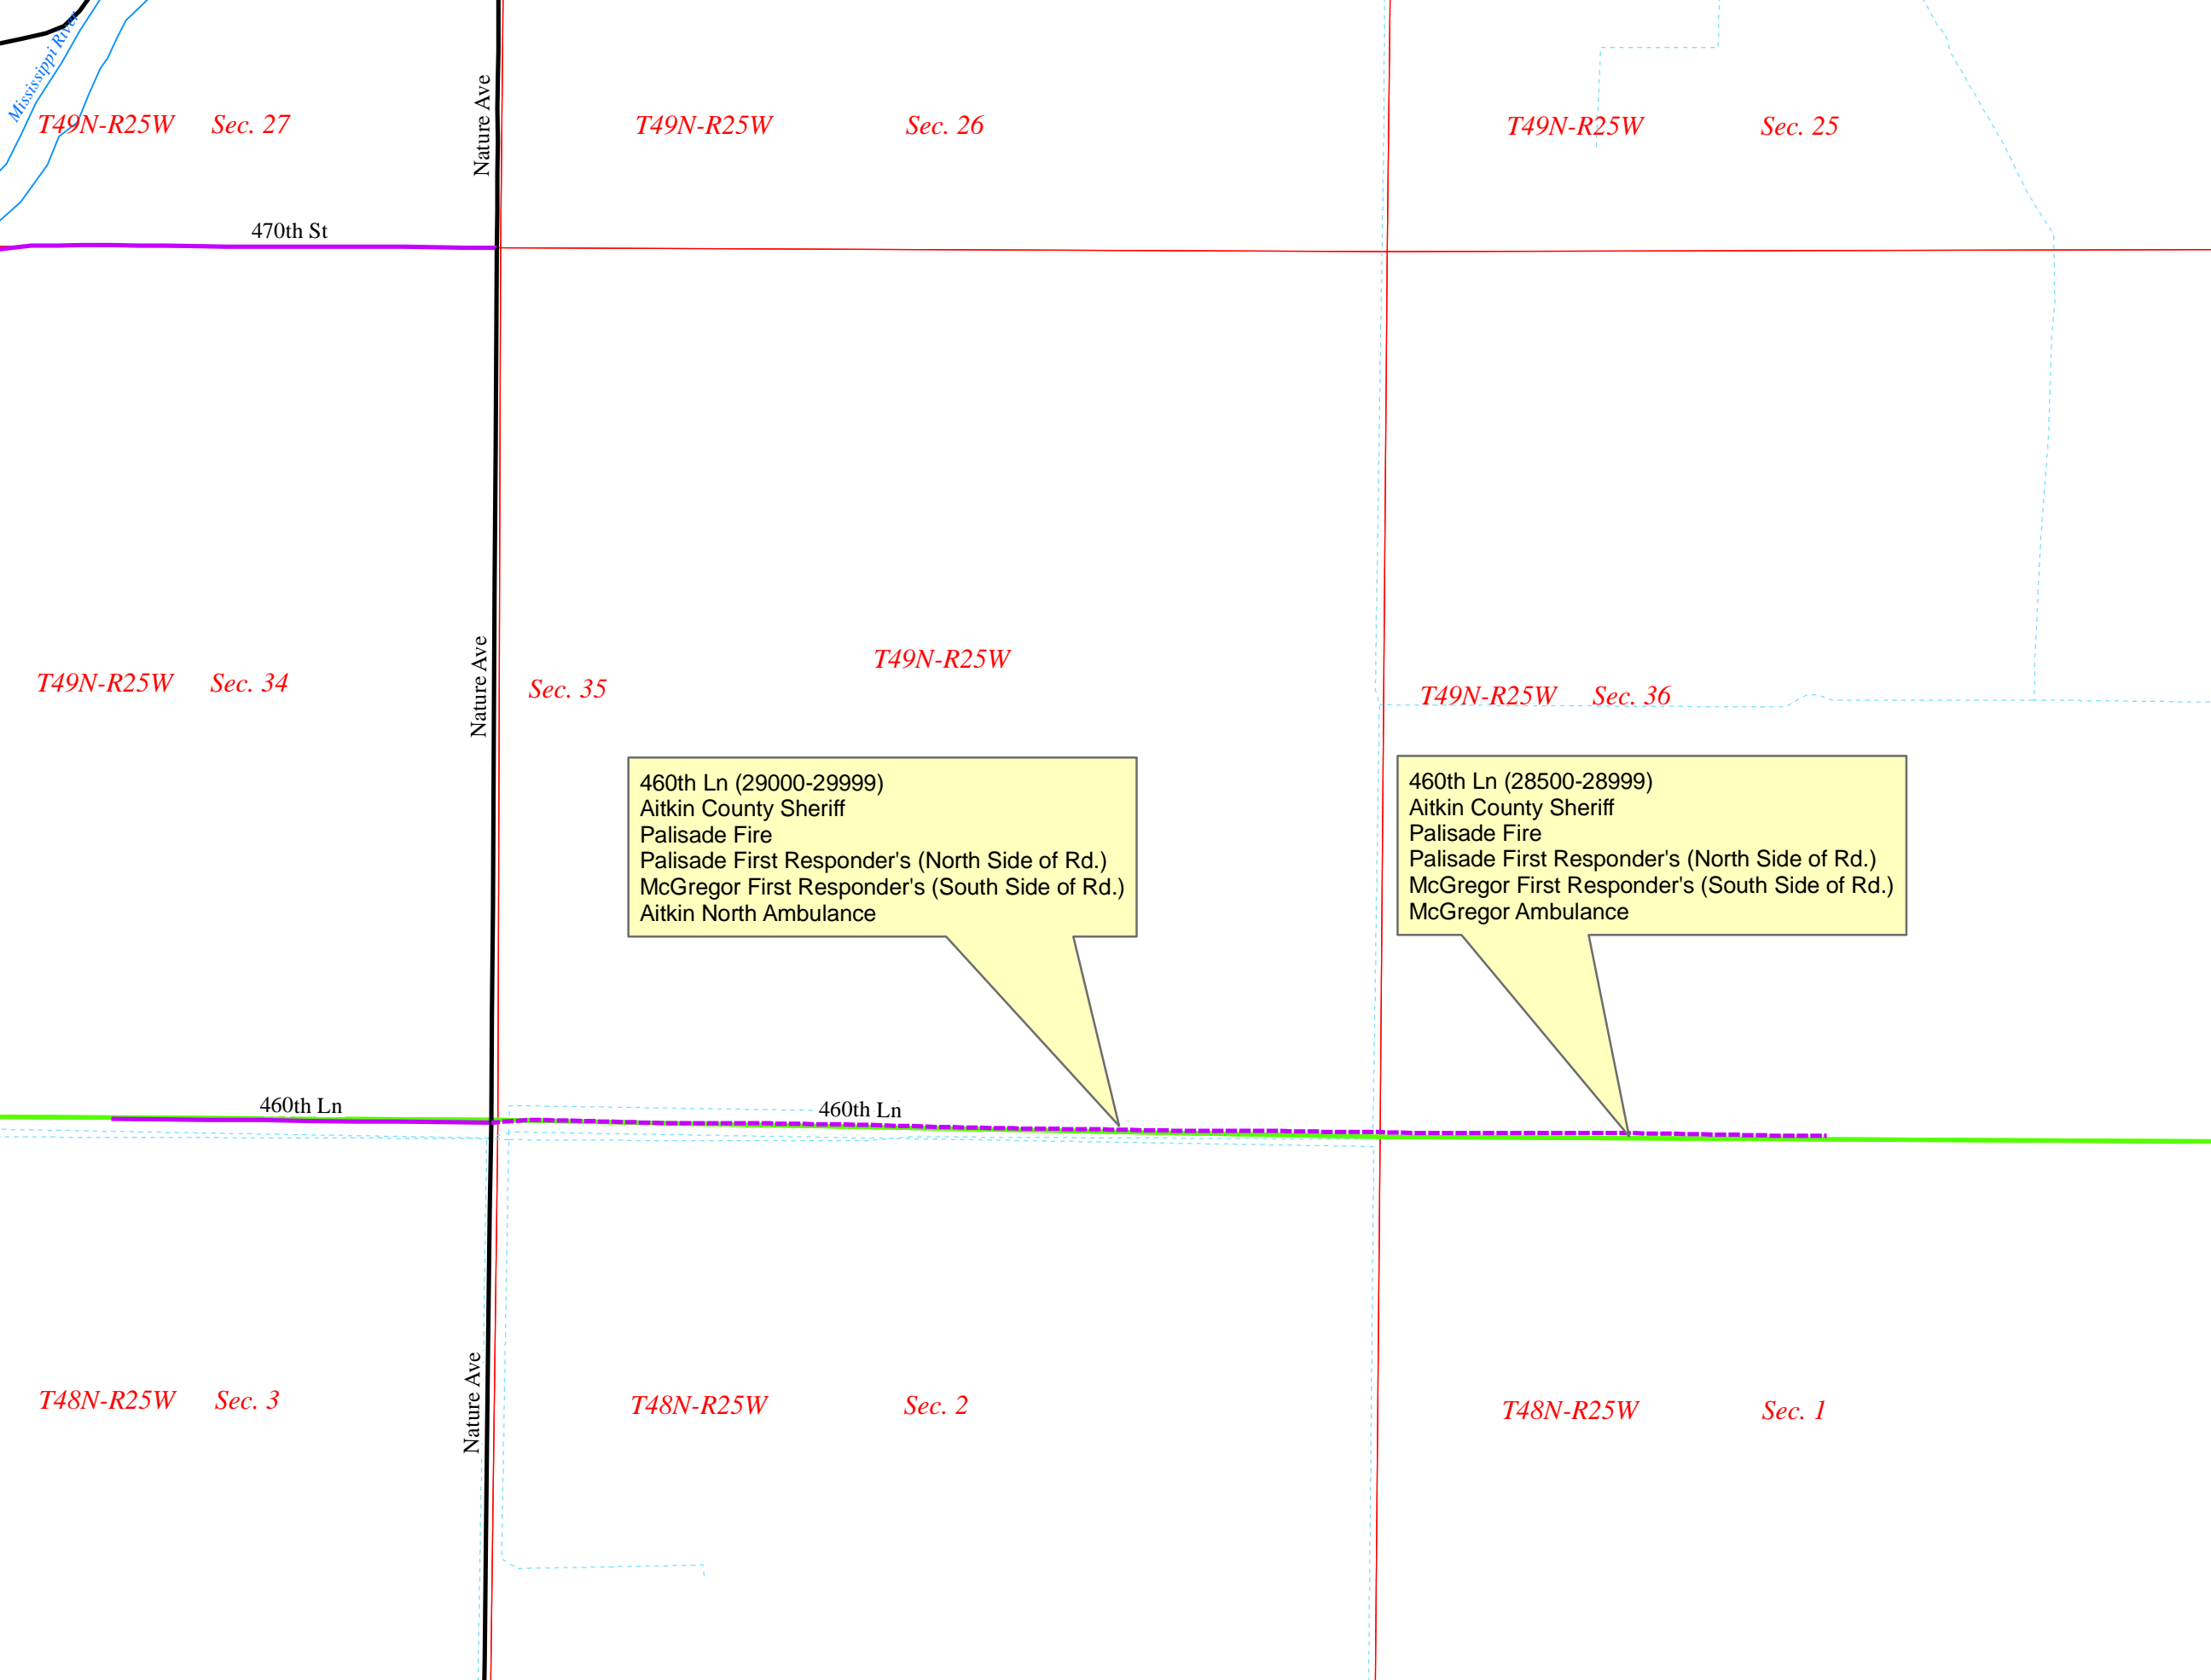 Mississippi River
T49N-R25W Sec. 27
Nature Ave
T49N-R25W Sec. 26
T49N-R25W Sec. 25
470th St
T49N-R25W Sec. 34
Nature Ave
Sec. 35
T49N-R25W
T49N-R25W Sec. 36
460th Ln (29000-29999)
Aitkin County Sheriff
Palisade Fire
Palisade First Responder's (North Side of Rd.)
McGregor First Responder's (South Side of Rd.)
Aitkin North Ambulance
460th Ln (28500-28999)
Aitkin County Sheriff
Palisade Fire
Palisade First Responder's (North Side of Rd.)
McGregor First Responder's (South Side of Rd.)
McGregor Ambulance
460th Ln
460th Ln
T48N-R25W Sec. 3
Nature Ave
T48N-R25W Sec. 2
T48N-R25W Sec. 1